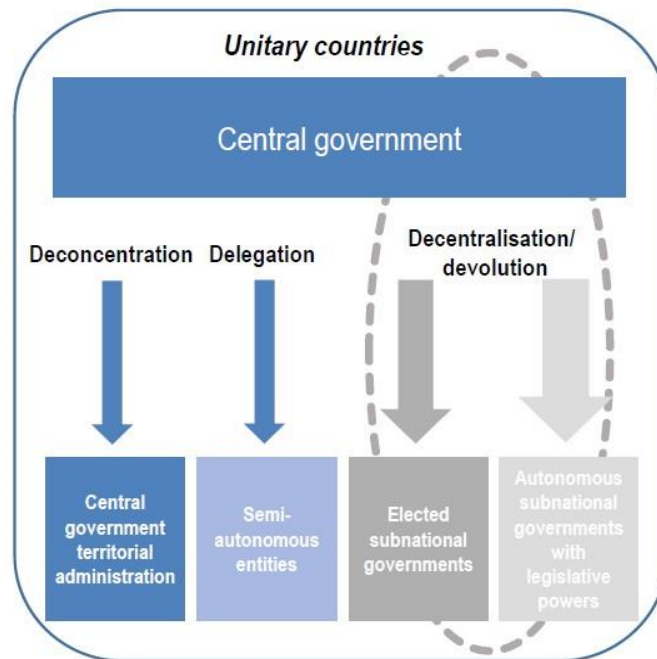 Unitary countries
Central government
Deconcentration
Delegation
Decentralisation/
devolution
Central
government
territorial
administration
Semi-
autonomous
entities
Elected
subnational
governments
Autonomous
subnational
governments
with
legislative
powers